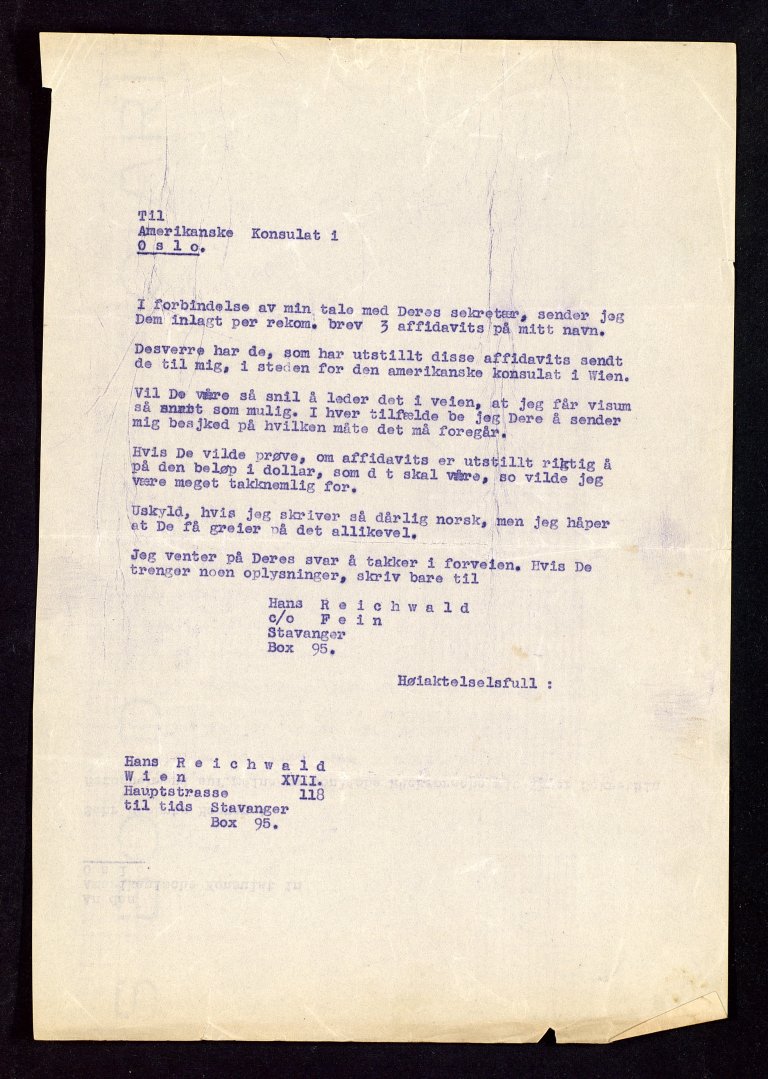 Til
Amerikanske Konsulat i
O s l o.
I forbindelse av min tale med Deres sekretær, sender jeg
Dem inlagt per rekom. brev 3 affidavits på mitt navn.
Desverre har de, som har utstillt disse affidavits sendt
de til mig, i steden for den amerikanske konsulat i Wien.
Vil De være så snil å leder det i veien, at jeg får visum
så snart som mulig. I hver tilfælde be jeg Dere å sender
mig besjked på hvilken måte det må foregår.
Hvis De vilde prøve, om affidavits er utstillt riktig å
på den beløp i dollar, som d t skal være, so vilde jeg
være meget takknemlig for.
Uskyld, hvis jeg skriver så dårlig norsk, men jeg håper
at De få greier på det allikevel.
Jeg venter på Deres svar å takker i forveien. Hvis De
trenger noen oplysninger, skriv bare til
Hans R e i c h w a l d
c/o F e i n
Stavanger
Box 95.
Høiaktelselsfull :
Hans R e i c h w a l d
W i e n XVII.
Hauptstrasse 118
til tids Stavanger
Box 95.
An den
Amerikanische Konsulat in